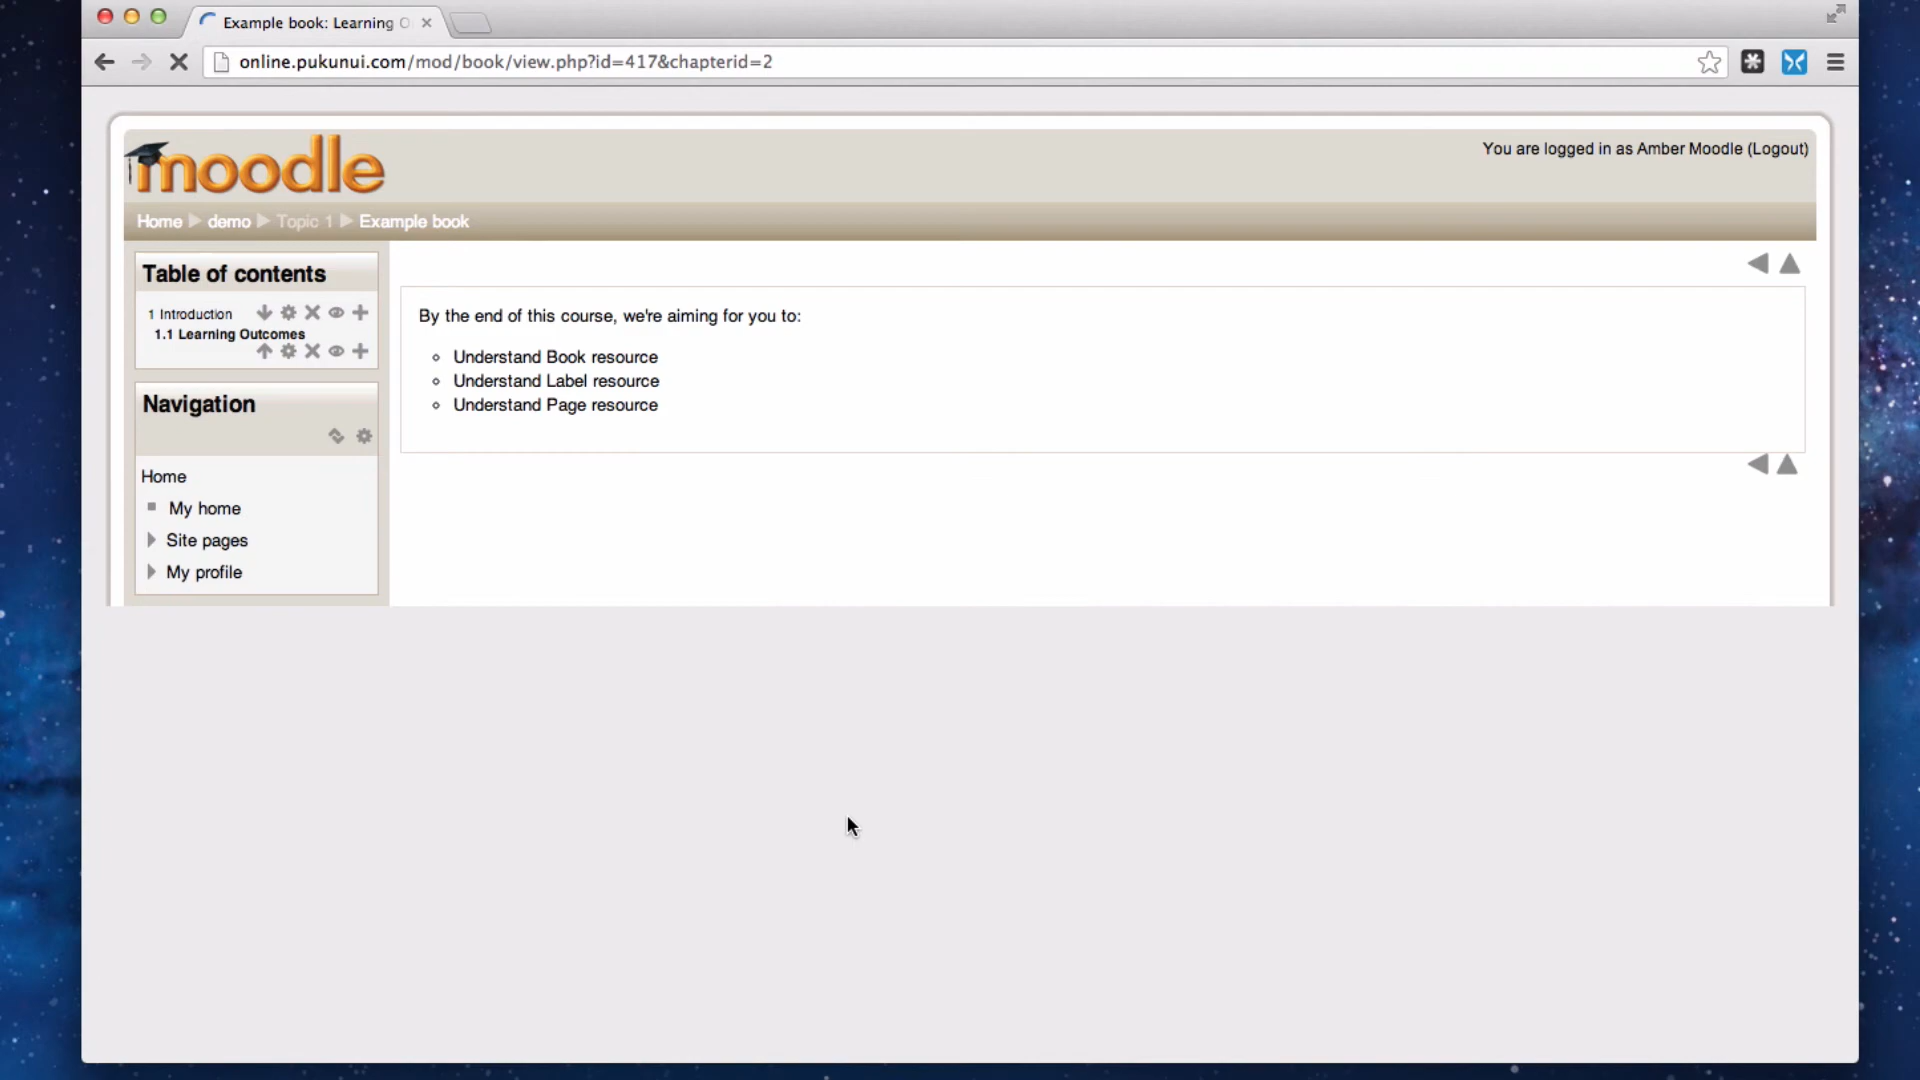 Example book: Learning O
online.pukunui.com/mod/book/view.php?id=417&chapterid=2
moodle
You are logged in as Amber Moodle (Logout)
Home demo Topic 1 Example book
Table of contents
1 Introduction
1.1 Learning Outcomes
By the end of this course, we're aiming for you to:
Understand Book resource
Understand Label resource
Understand Page resource
Navigation
Home
My home
Site pages
My profile